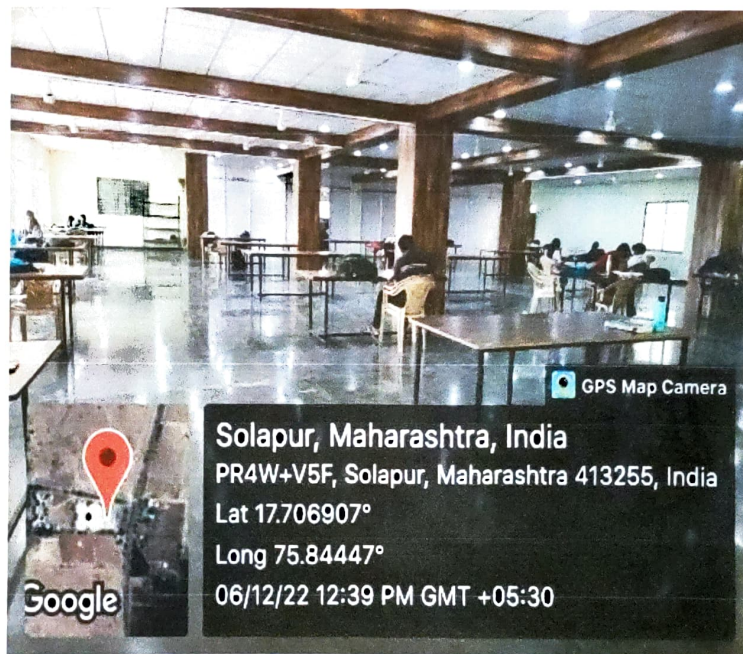 GPS Map Camera
Solapur, Maharashtra, India
PR4W+V5F, Solapur, Maharashtra 413255, India
Lat 17.706907°
Long 75.84447°
06/12/22 12:39 PM GMT +05:30
Google